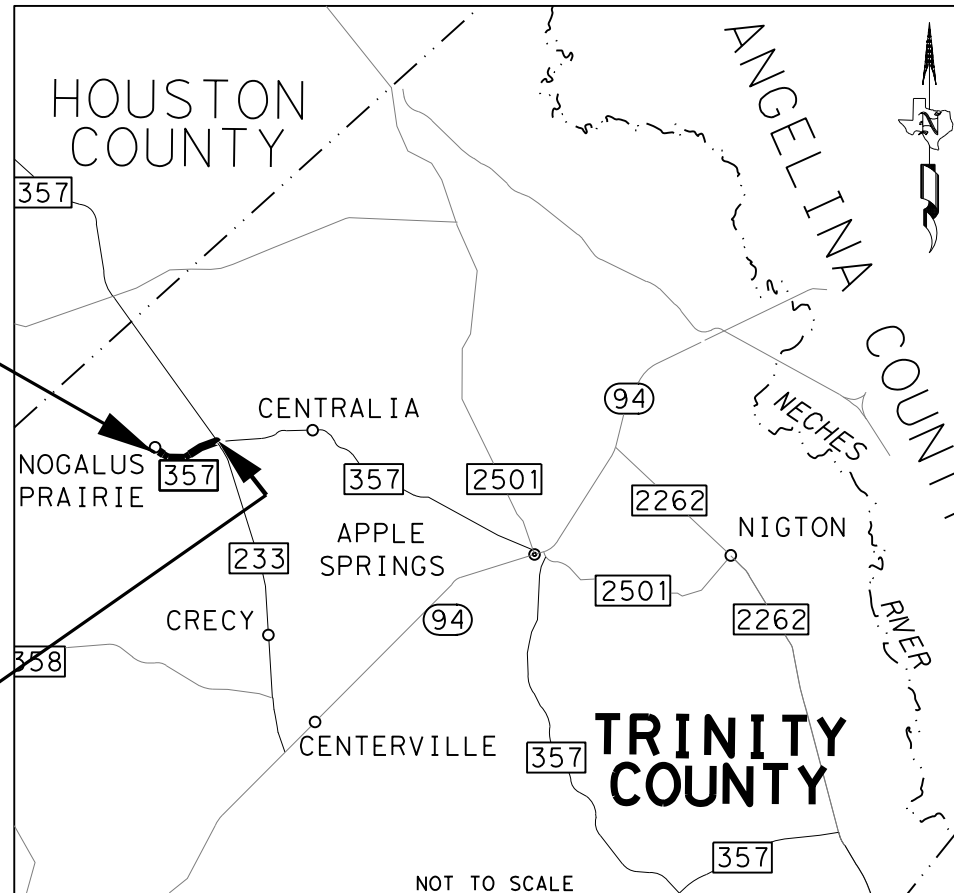 HOUSTON
COUNTY
ANGELINA
N
357
COUNT
94
CENTRALIA
NECHES
NOGALUS
PRAIRIE
357
357
2501
2262
NIGTON
APPLE
SPRINGS
233
2501
CRECY
94
2262
RIVER
358
CENTERVILLE
TRINITY
COUNTY
357
357
NOT TO SCALE